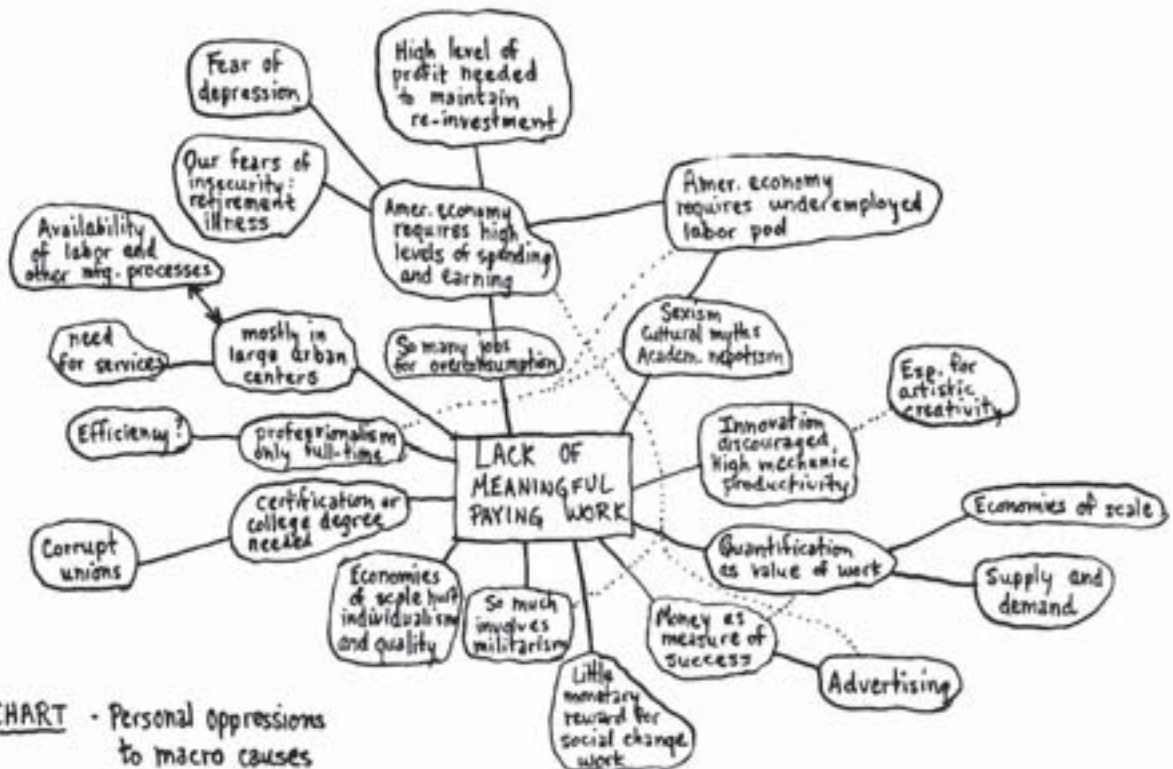 Fear of
depression
High level of
profit needed
to maintain
re-investment
Our fears of
insecurity:
retirement
illness
Amer. economy
requires high
levels of spending
and earning
Amer. economy
requires underemployed
labor pool
Availability
of labor and
other mfg. processes
need
for services
mostly in
large urban
centers
So many jobs
for overconsumption
Sexism
Cultural myths
Academ. nepotism
Esp. for
artistic
creativity
Efficiency?
professionalism
only full-time
LACK OF
MEANINGFUL
PAYING WORK
Innovation
discouraged
High mechanic
productivity
certification or
college degree
needed
Corrupt
unions
Economies of scale
Quantification
as value of work
Supply and
demand
Economies
of scale hurt
individualism
and quality
So much
involves
militarism
Money as
measure of
success
Advertising
Little
monetary
reward for
social change
work
CHART - Personal oppressions
to macro causes